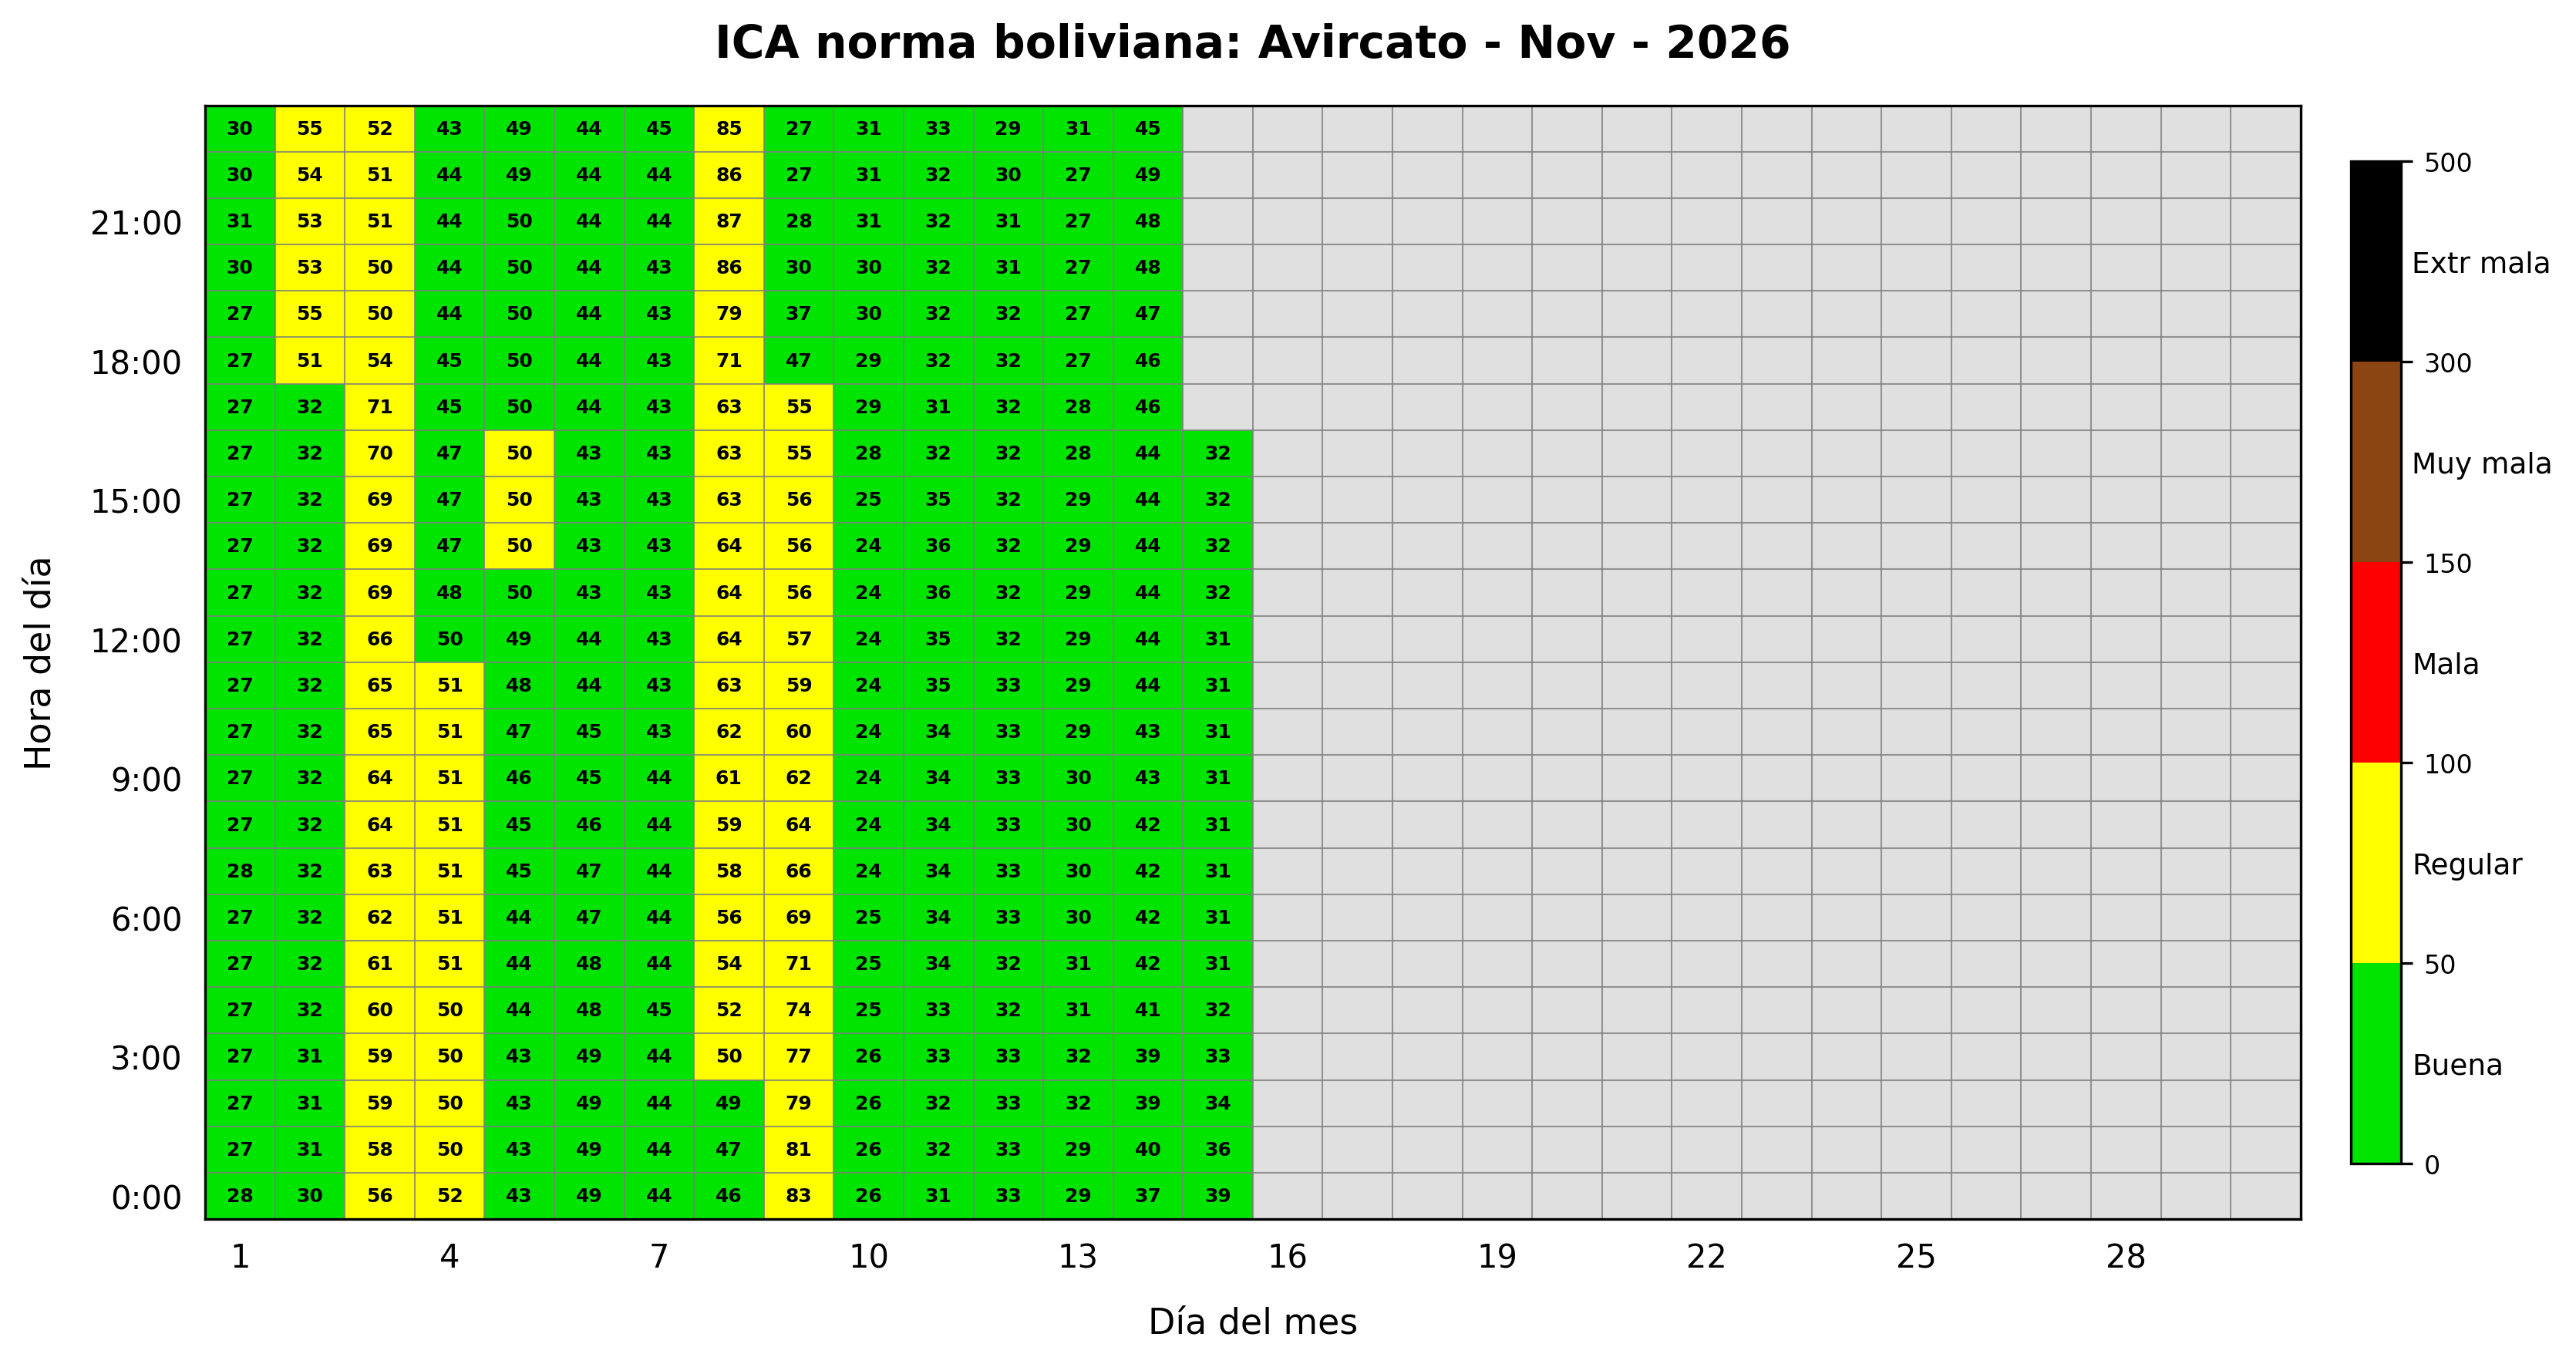 ICA norma boliviana: Avircato - Nov - 2026
30 55 52 43 49 44 45 85 27 31 33 29 31 45
30 54 51 44 49 44 44 86 27 31 32 30 27 49
21:00 31 53 51 44 50 44 44 87 28 31 32 31 27 48
30 53 50 44 50 44 43 86 30 30 32 31 27 48
27 55 50 44 50 44 43 79 37 30 32 32 27 47
18:00 27 51 54 45 50 44 43 71 47 29 32 32 27 46
27 32 71 45 50 44 43 63 55 29 31 32 28 46
27 32 70 47 50 43 43 63 55 28 32 32 28 44 32
15:00 27 32 69 47 50 43 43 63 56 25 35 32 29 44 32
27 32 69 47 50 43 43 64 56 24 36 32 29 44 32
27 32 69 48 50 43 43 64 56 24 36 32 29 44 32
12:00 27 32 66 50 49 44 43 64 57 24 35 32 29 44 31
27 32 65 51 48 44 43 63 59 24 35 33 29 44 31
27 32 65 51 47 45 43 62 60 24 34 33 29 43 31
9:00 27 32 64 51 46 45 44 61 62 24 34 33 30 43 31
27 32 64 51 45 46 44 59 64 24 34 33 30 42 31
28 32 63 51 45 47 44 58 66 24 34 33 30 42 31
6:00 27 32 62 51 44 47 44 56 69 25 34 33 30 42 31
27 32 61 51 44 48 44 54 71 25 34 32 31 42 31
27 32 60 50 44 48 45 52 74 25 33 32 31 41 32
3:00 27 31 59 50 43 49 44 50 77 26 33 33 32 39 33
27 31 59 50 43 49 44 49 79 26 32 33 32 39 34
27 31 58 50 43 49 44 47 81 26 32 33 29 40 36
0:00 28 30 56 52 43 49 44 46 83 26 31 33 29 37 39
1 4 7 10 13 16 19 22 25 28
Día del mes
Hora del día
500
Extr mala
300
Muy mala
150
Mala
100
Regular
50
Buena
0